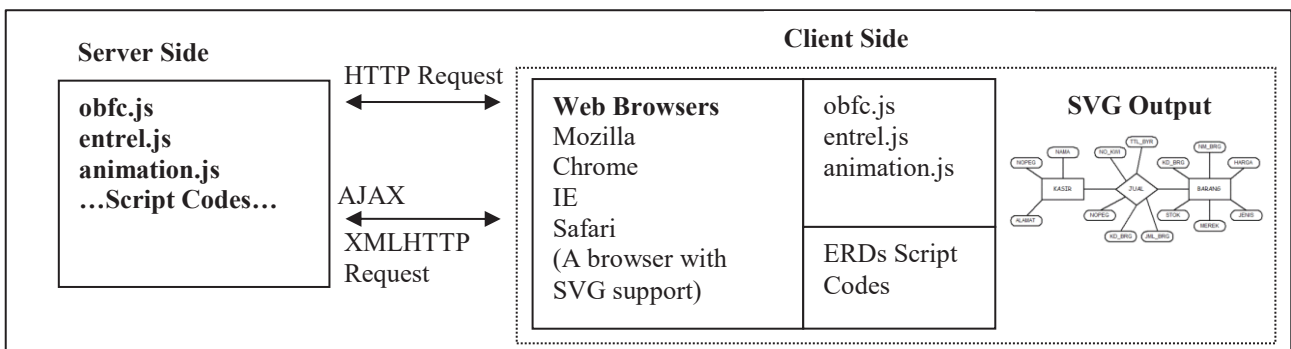 Server Side
obfc.js
entrel.js
animation.js
…Script Codes…
HTTP Request
AJAX
XMLHTTP
Request
Client Side
Web Browsers
Mozilla
Chrome
IE
Safari
(A browser with
SVG support)
obfc.js
entrel.js
animation.js
ERDs Script
Codes
SVG Output
TTL_BYR
NO_KWI
NM_BRG
NAMA
NOPEG
KD_BRG
HARGA
KASIR
JUAL
BARANG
ALAMAT
NOPEG
STOK
JENIS
MEREK
KD_BRG
JML_BRG